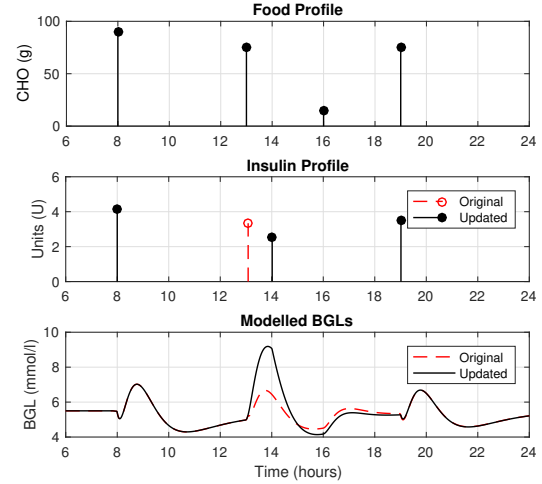 Food Profile
CHO (g)
100
50
0
6 8 10 12 14 16 18 20 22 24
Insulin Profile
Units (U)
6
4
2
0
Original
Updated
6 8 10 12 14 16 18 20 22 24
Modelled BGLs
BGL (mmol/l)
10
8
6
4
Original
Updated
6 8 10 12 14 16 18 20 22 24
Time (hours)